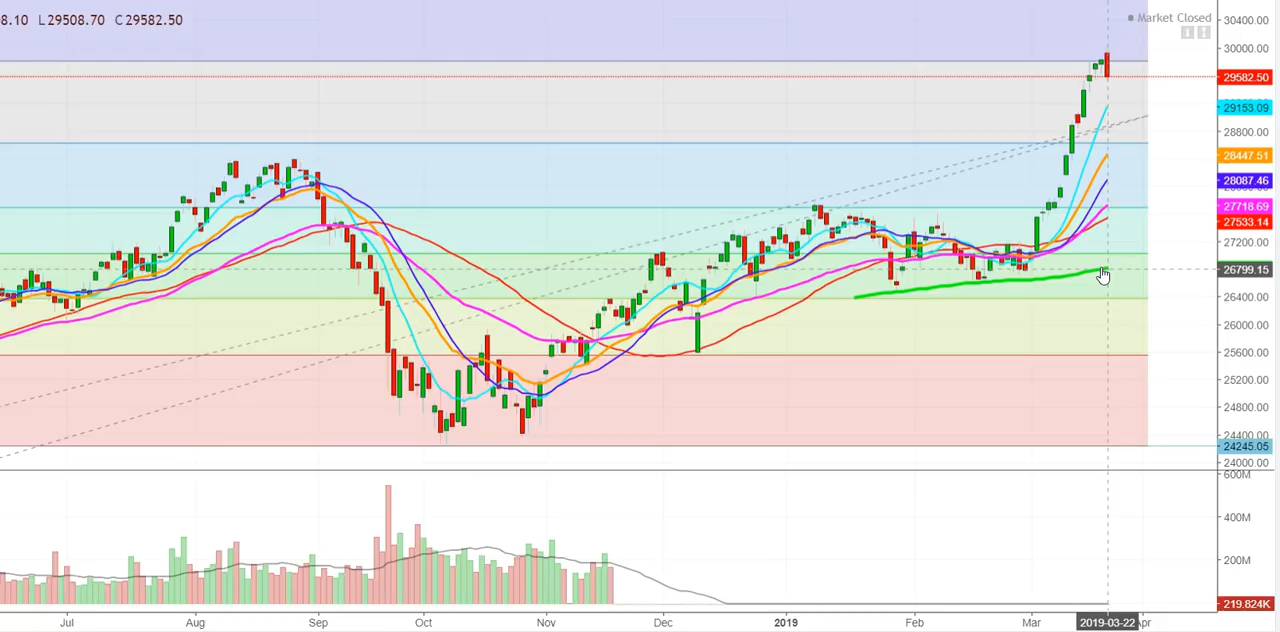 8.10 L29508.70 C29582.50
Market Closed
30400.00
30000.00
29582.50
29153.09
28800.00
28447.51
28087.46
27718.69
27533.14
27200.00
26799.15
26400.00
26000.00
25600.00
25200.00
24800.00
24400.00
24245.05
24000.00
600M
400M
200M
219.824K
Jul Aug Sep Oct Nov Dec 2019 Feb Mar 2019-03-22 Apr